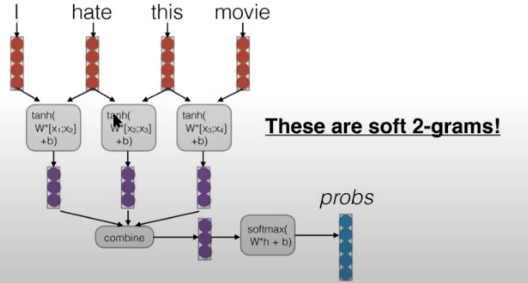 I hate this movie
tanh(
W*[x₁;x₂]
+b)
tanh(
W*[x₂;x₃]
+b)
tanh(
W*[x₃;x₄]
+b)
These are soft 2-grams!
probs
combine
softmax(
W*h + b)